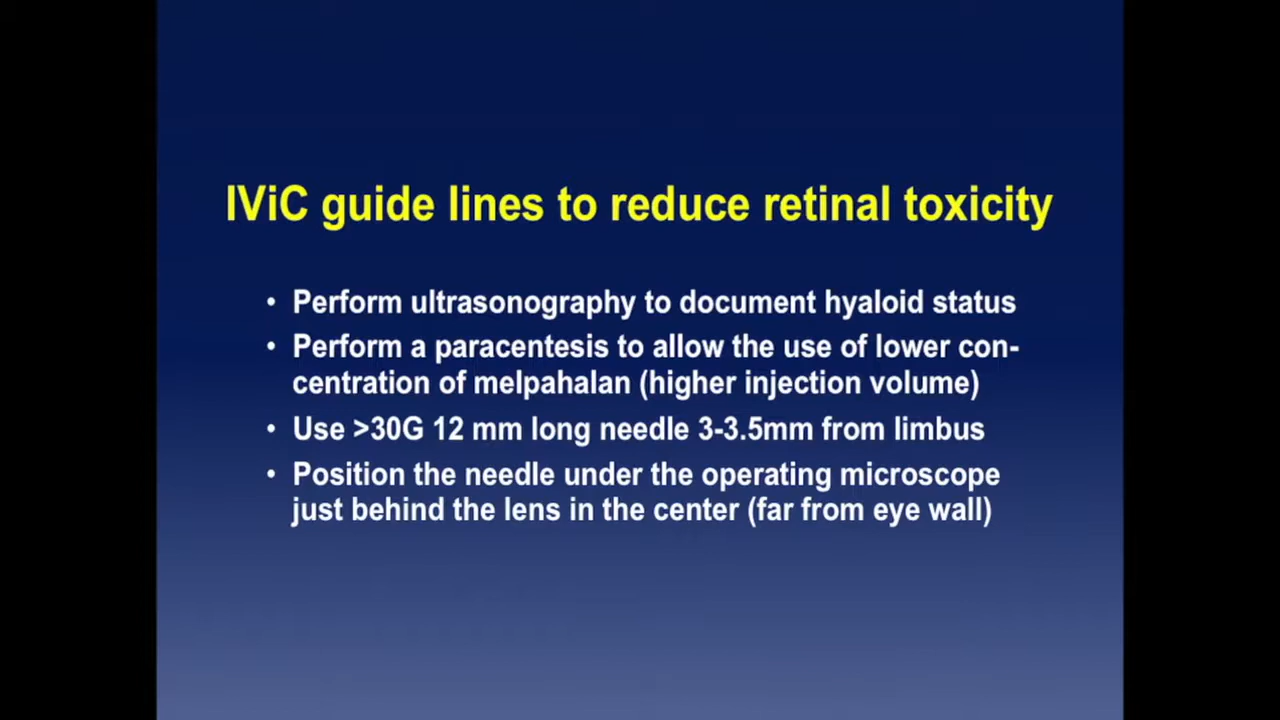 IViC guide lines to reduce retinal toxicity
• Perform ultrasonography to document hyaloid status
• Perform a paracentesis to allow the use of lower con-
centration of melpahalan (higher injection volume)
• Use >30G 12 mm long needle 3-3.5mm from limbus
• Position the needle under the operating microscope
just behind the lens in the center (far from eye wall)